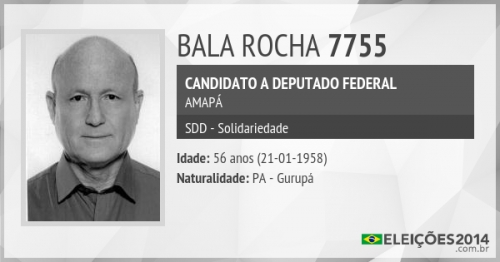 BALA ROCHA 7755
CANDIDATO A DEPUTADO FEDERAL
AMAPÁ
SDD - Solidariedade
Idade: 56 anos (21-01-1958)
Naturalidade: PA - Gurupá
ELEIÇÕES2014
.com.br